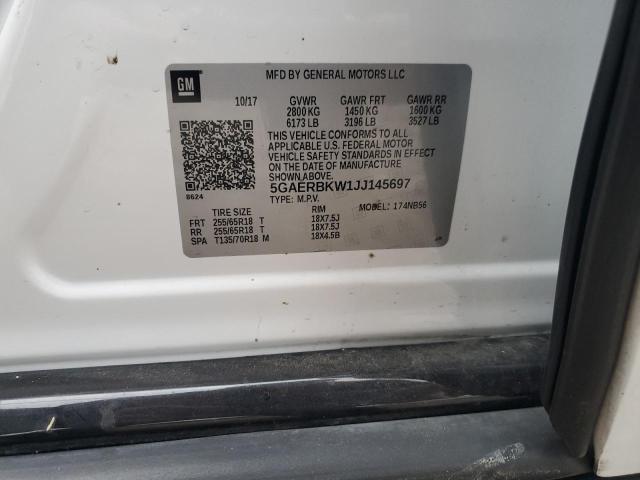 GM
MFD BY GENERAL MOTORS LLC
10/17 GVWR GAWR FRT GAWR RR
2800 KG 1450 KG 1600 KG
6173 LB 3196 LB 3527 LB
THIS VEHICLE CONFORMS TO ALL
APPLICABLE U.S. FEDERAL MOTOR
VEHICLE SAFETY STANDARDS IN EFFECT
ON THE DATE OF MANUFACTURE
SHOWN ABOVE.
8624
5GAERBKW1JJ145697
TYPE: M.P.V. MODEL: 174NB56
TIRE SIZE RIM
FRT 255/65R18 T 18X7.5J
RR 255/65R18 T 18X7.5J
SPA T135/70R18 M 18X4.5B